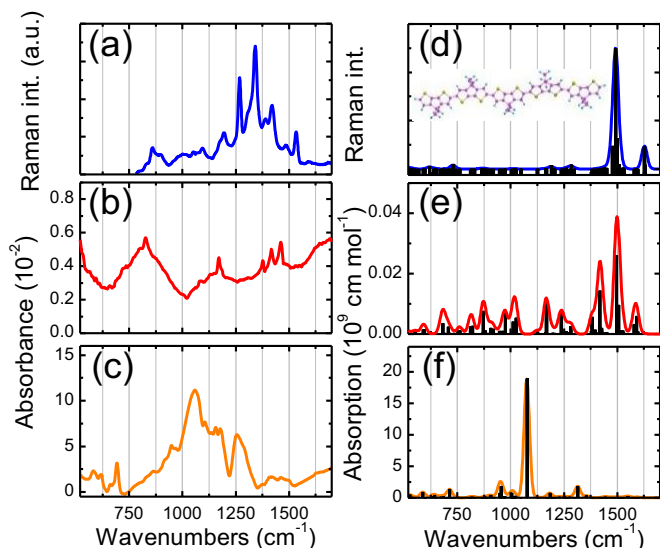 (a)
Raman int. (a.u.)
(d)
Raman int.
(b)
0.8
0.6
0.4
0.2
0.0
Absorbance (10⁻²)
(e)
0.04
0.02
0.00
Absorption (10⁹ cm mol⁻¹)
(c)
15
10
5
0
750 1000 1250 1500
Wavenumbers (cm⁻¹)
(f)
20
15
10
5
0
750 1000 1250 1500
Wavenumbers (cm⁻¹)